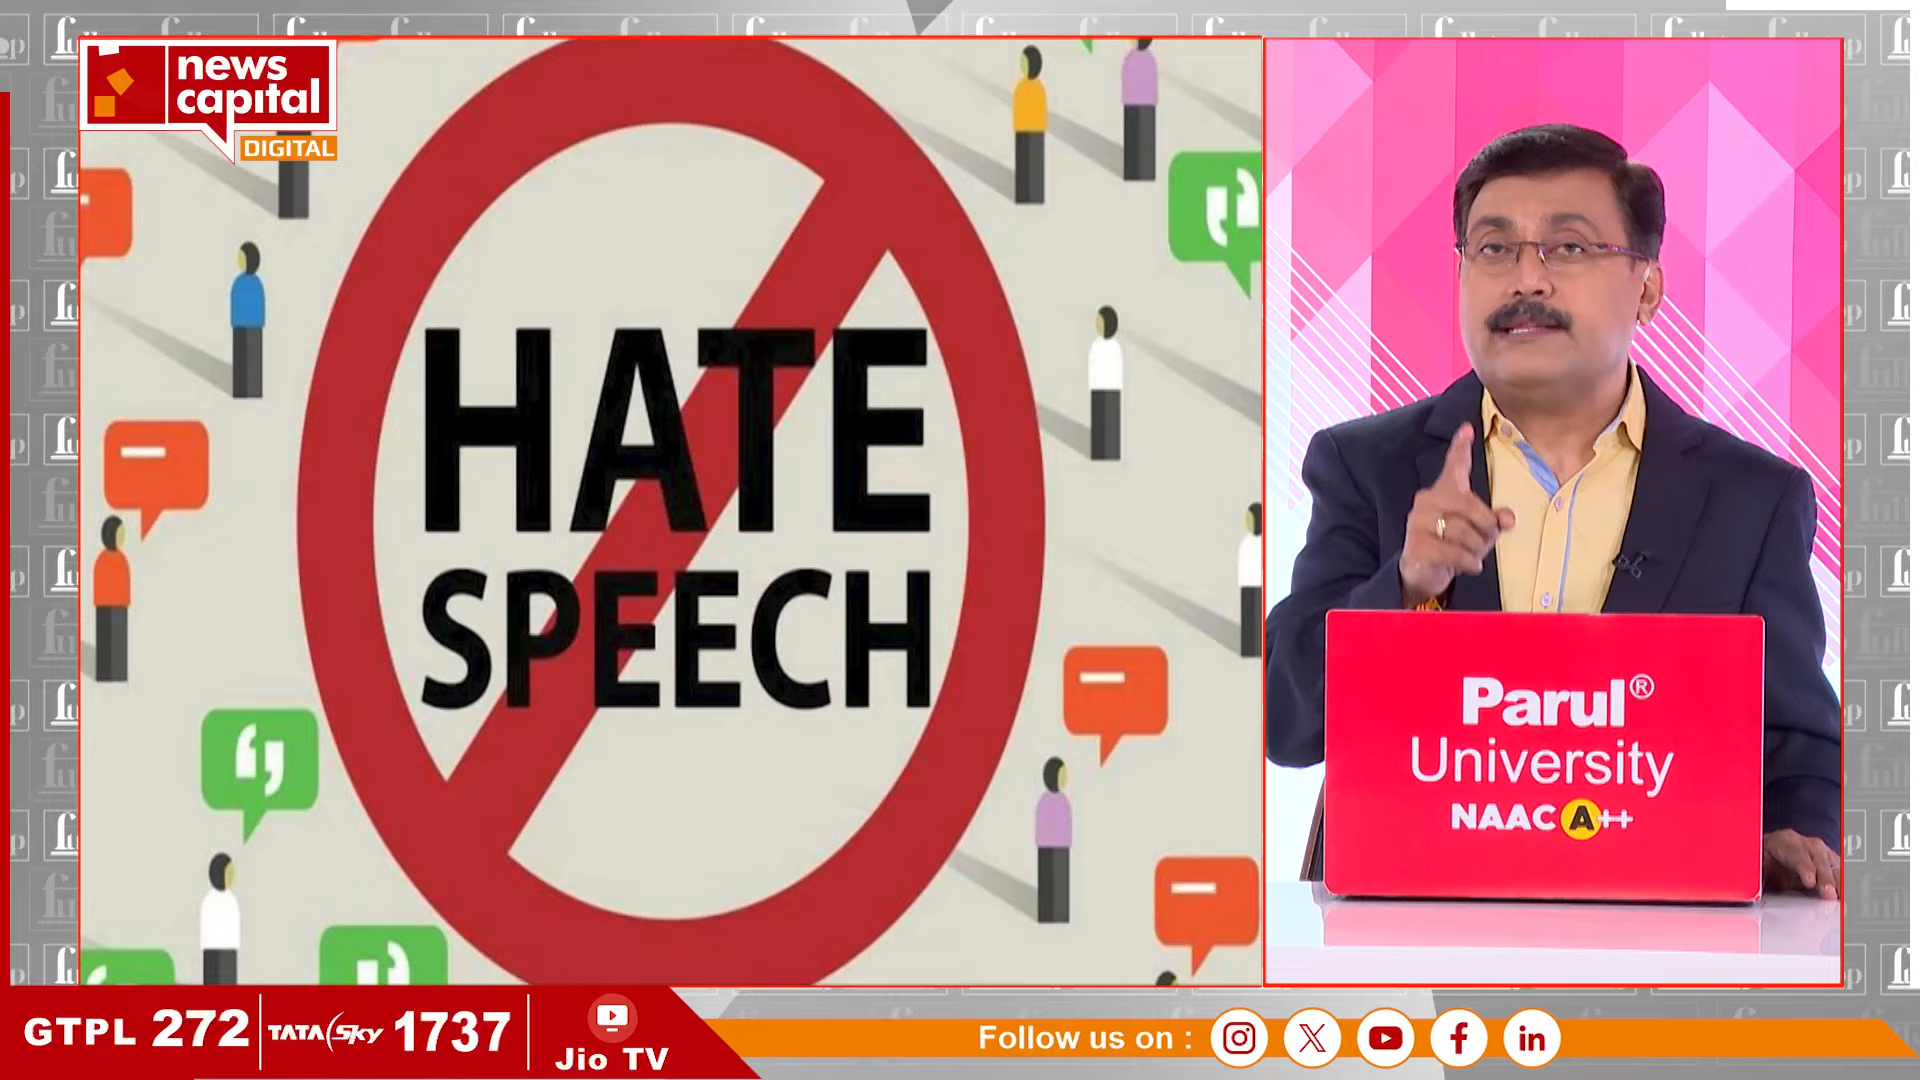 news
capital
DIGITAL
HATE
SPEECH
Parul®
University
NAAC A++
GTPL 272
TATA Sky 1737
Jio TV
Follow us on :